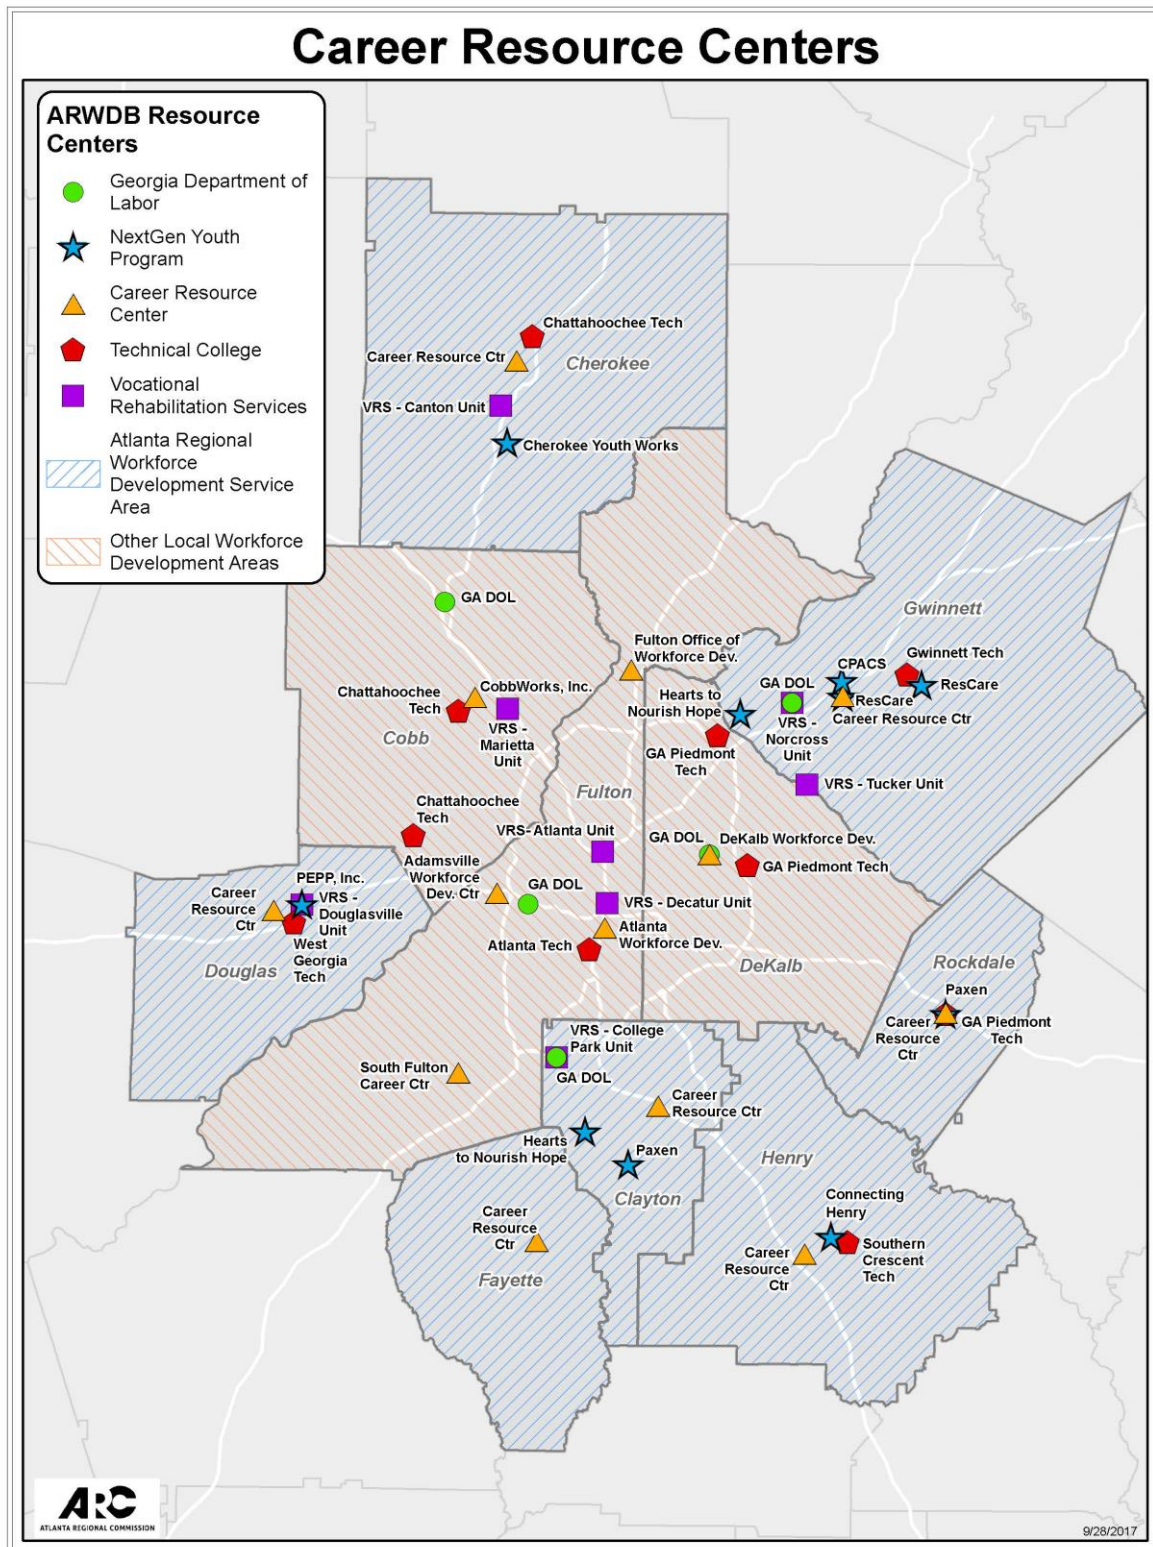 Career Resource Centers
ARWDB Resource
Centers
Georgia Department of
Labor
NextGen Youth
Program
Career Resource
Center
Technical College
Vocational
Rehabilitation Services
Atlanta Regional
Workforce
Development Service
Area
Other Local Workforce
Development Areas
Chattahoochee Tech
Career Resource Ctr
Cherokee
VRS - Canton Unit
Cherokee Youth Works
GA DOL
Gwinnett
Fulton Office of
Workforce Dev.
Gwinnett Tech
CPACS
GA DOL
ResCare
Chattahoochee
Tech
CobbWorks, Inc.
Hearts to
Nourish Hope
ResCare
Career Resource Ctr
VRS -
Marietta
Unit
Cobb
VRS -
Norcross
Unit
GA Piedmont
Tech
VRS - Tucker Unit
Fulton
Chattahoochee
Tech
VRS- Atlanta Unit
GA DOL
DeKalb Workforce Dev.
GA Piedmont Tech
Adamsville
Workforce
Dev. Ctr
PEPP, Inc.
VRS -
Douglasville
Unit
Career
Resource
Ctr
GA DOL
VRS - Decatur Unit
Atlanta
Workforce Dev.
Atlanta Tech
West
Georgia
Tech
Douglas
DeKalb
Rockdale
Paxen
Career
Resource
Ctr
GA Piedmont
Tech
VRS - College
Park Unit
GA DOL
South Fulton
Career Ctr
Career
Resource Ctr
Hearts
to Nourish Hope
Paxen
Henry
Clayton
Connecting
Henry
Career
Resource
Ctr
Southern
Crescent
Tech
Career
Resource
Ctr
Fayette
ARC
ATLANTA REGIONAL COMMISSION
9/28/2017